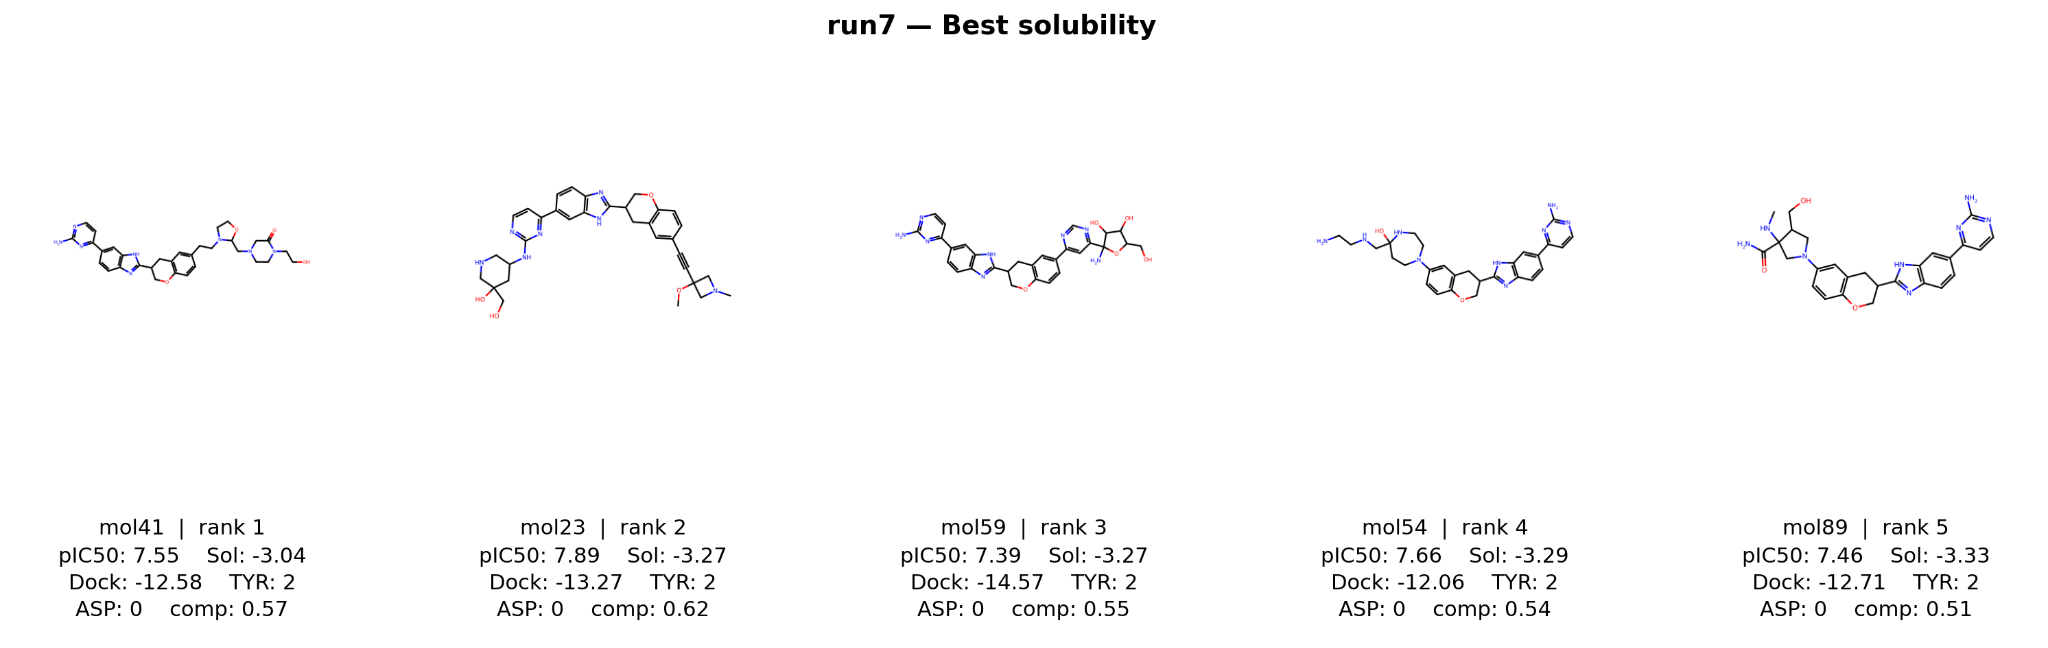 run7 — Best solubility
mol41 | rank 1
pIC50: 7.55 Sol: -3.04
Dock: -12.58 TYR: 2
ASP: 0 comp: 0.57
mol23 | rank 2
pIC50: 7.89 Sol: -3.27
Dock: -13.27 TYR: 2
ASP: 0 comp: 0.62
mol59 | rank 3
pIC50: 7.39 Sol: -3.27
Dock: -14.57 TYR: 2
ASP: 0 comp: 0.55
mol54 | rank 4
pIC50: 7.66 Sol: -3.29
Dock: -12.06 TYR: 2
ASP: 0 comp: 0.54
mol89 | rank 5
pIC50: 7.46 Sol: -3.33
Dock: -12.71 TYR: 2
ASP: 0 comp: 0.51